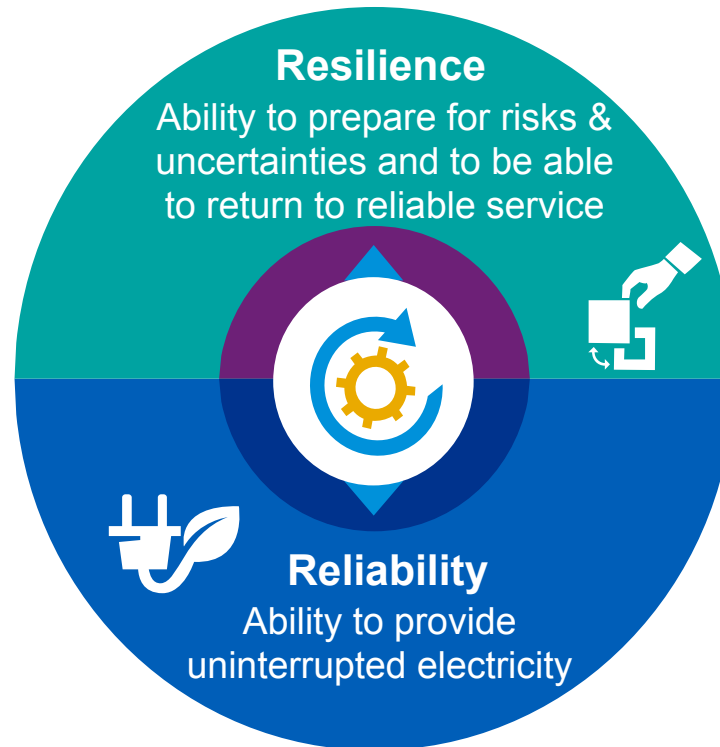 Resilience
Ability to prepare for risks &
uncertainties and to be able
to return to reliable service
Reliability
Ability to provide
uninterrupted electricity